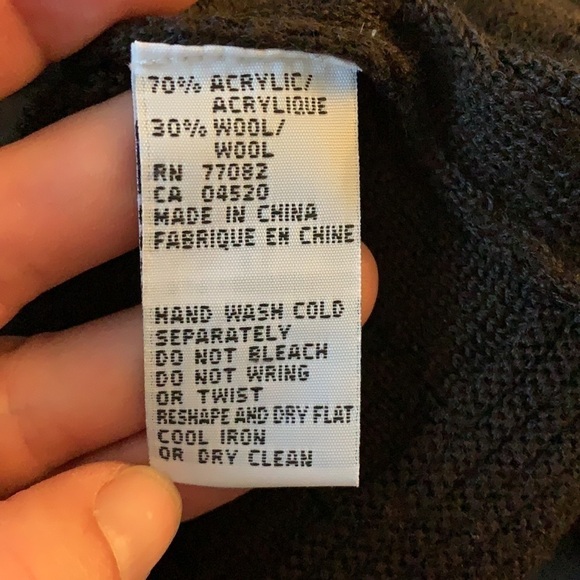 70% ACRYLIC/
ACRYLIQUE
30% WOOL/
WOOL
RN 77082
CA 04520
MADE IN CHINA
FABRIQUE EN CHINE
HAND WASH COLD
SEPARATELY
DO NOT BLEACH
DO NOT WRING
OR TWIST
RESHAPE AND DRY FLAT
COOL IRON
OR DRY CLEAN